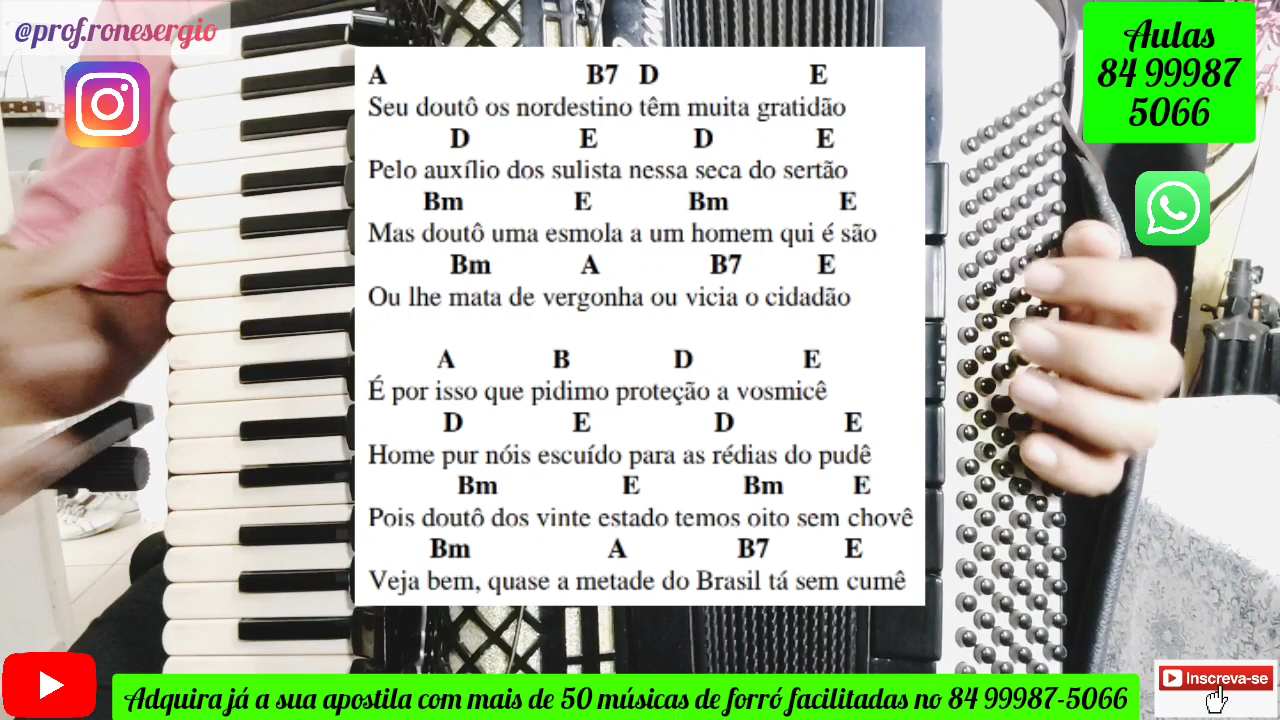 @prof.ronesergio
Aulas
84 99987
5066
A B7 D E
Seu doutô os nordestino têm muita gratidão
D E D E
Pelo auxílio dos sulista nessa seca do sertão
Bm E Bm E
Mas doutô uma esmola a um homem qui é são
Bm A B7 E
Ou lhe mata de vergonha ou vicia o cidadão
A B D E
É por isso que pidimo proteção a vosmicê
D E D E
Home pur nóis escuído para as rédias do pudê
Bm E Bm E
Pois doutô dos vinte estado temos oito sem chovê
Bm A B7 E
Veja bem, quase a metade do Brasil tá sem cumê
Adquira já a sua apostila com mais de 50 músicas de forró facilitadas no 84 99987-5066
Inscreva-se